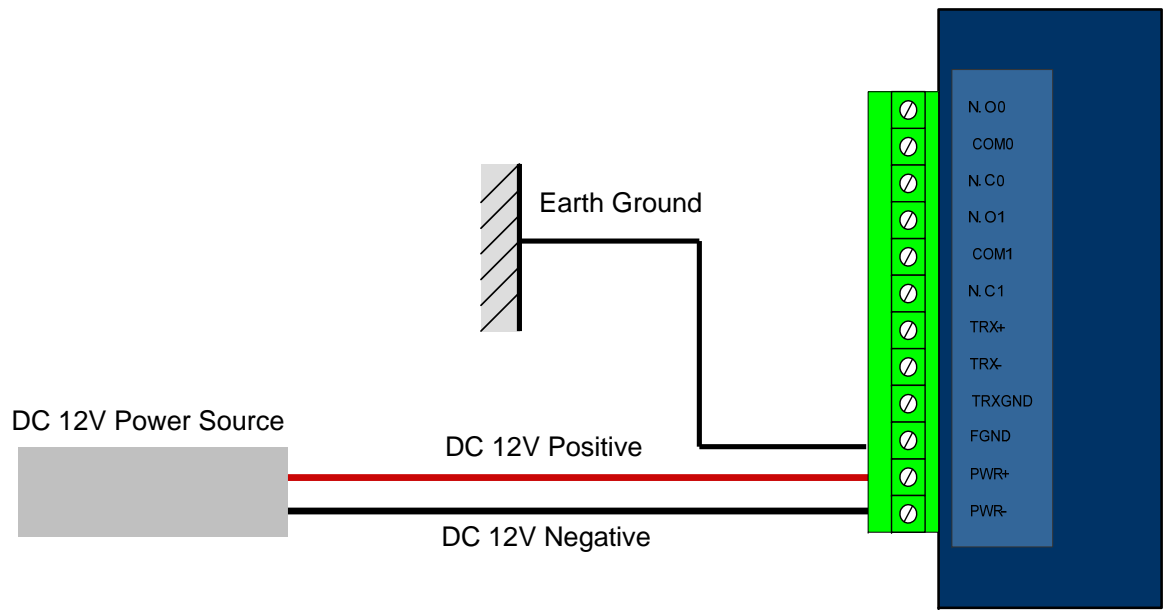 N.O0
COM0
N.C0
N.O1
COM1
N.C1
TRX+
TRX-
TRXGND
FGND
PWR+
PWR-
Earth Ground
DC 12V Power Source
DC 12V Positive
DC 12V Negative